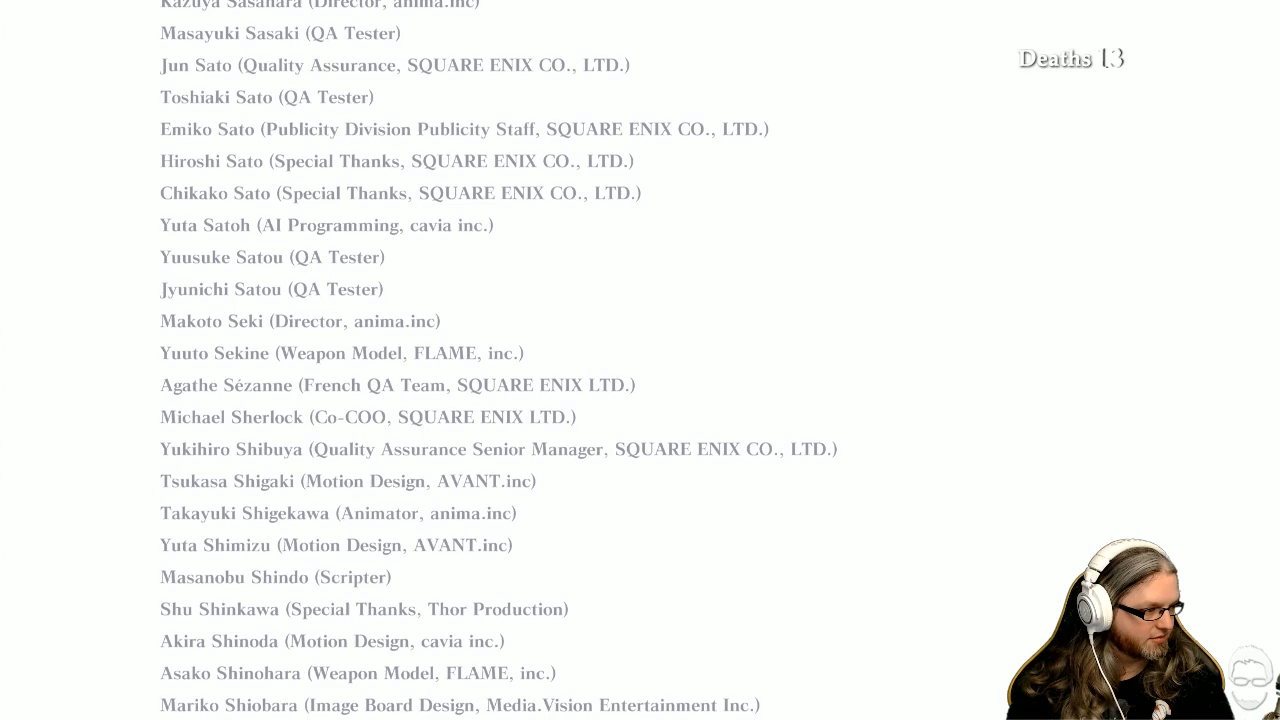 Kazuya Sasahara (Director, anima.inc)
Masayuki Sasaki (QA Tester)
Deaths 13
Jun Sato (Quality Assurance, SQUARE ENIX CO., LTD.)
Toshiaki Sato (QA Tester)
Emiko Sato (Publicity Division Publicity Staff, SQUARE ENIX CO., LTD.)
Hiroshi Sato (Special Thanks, SQUARE ENIX CO., LTD.)
Chikako Sato (Special Thanks, SQUARE ENIX CO., LTD.)
Yuta Satoh (AI Programming, cavia inc.)
Yuusuke Satou (QA Tester)
Jyunichi Satou (QA Tester)
Makoto Seki (Director, anima.inc)
Yuuto Sekine (Weapon Model, FLAME, inc.)
Agathe Sézanne (French QA Team, SQUARE ENIX LTD.)
Michael Sherlock (Co-COO, SQUARE ENIX LTD.)
Yukihiro Shibuya (Quality Assurance Senior Manager, SQUARE ENIX CO., LTD.)
Tsukasa Shigaki (Motion Design, AVANT.inc)
Takayuki Shigekawa (Animator, anima.inc)
Yuta Shimizu (Motion Design, AVANT.inc)
Masanobu Shindo (Scripter)
Shu Shinkawa (Special Thanks, Thor Production)
Akira Shinoda (Motion Design, cavia inc.)
Asako Shinohara (Weapon Model, FLAME, inc.)
Mariko Shiobara (Image Board Design, Media.Vision Entertainment Inc.)